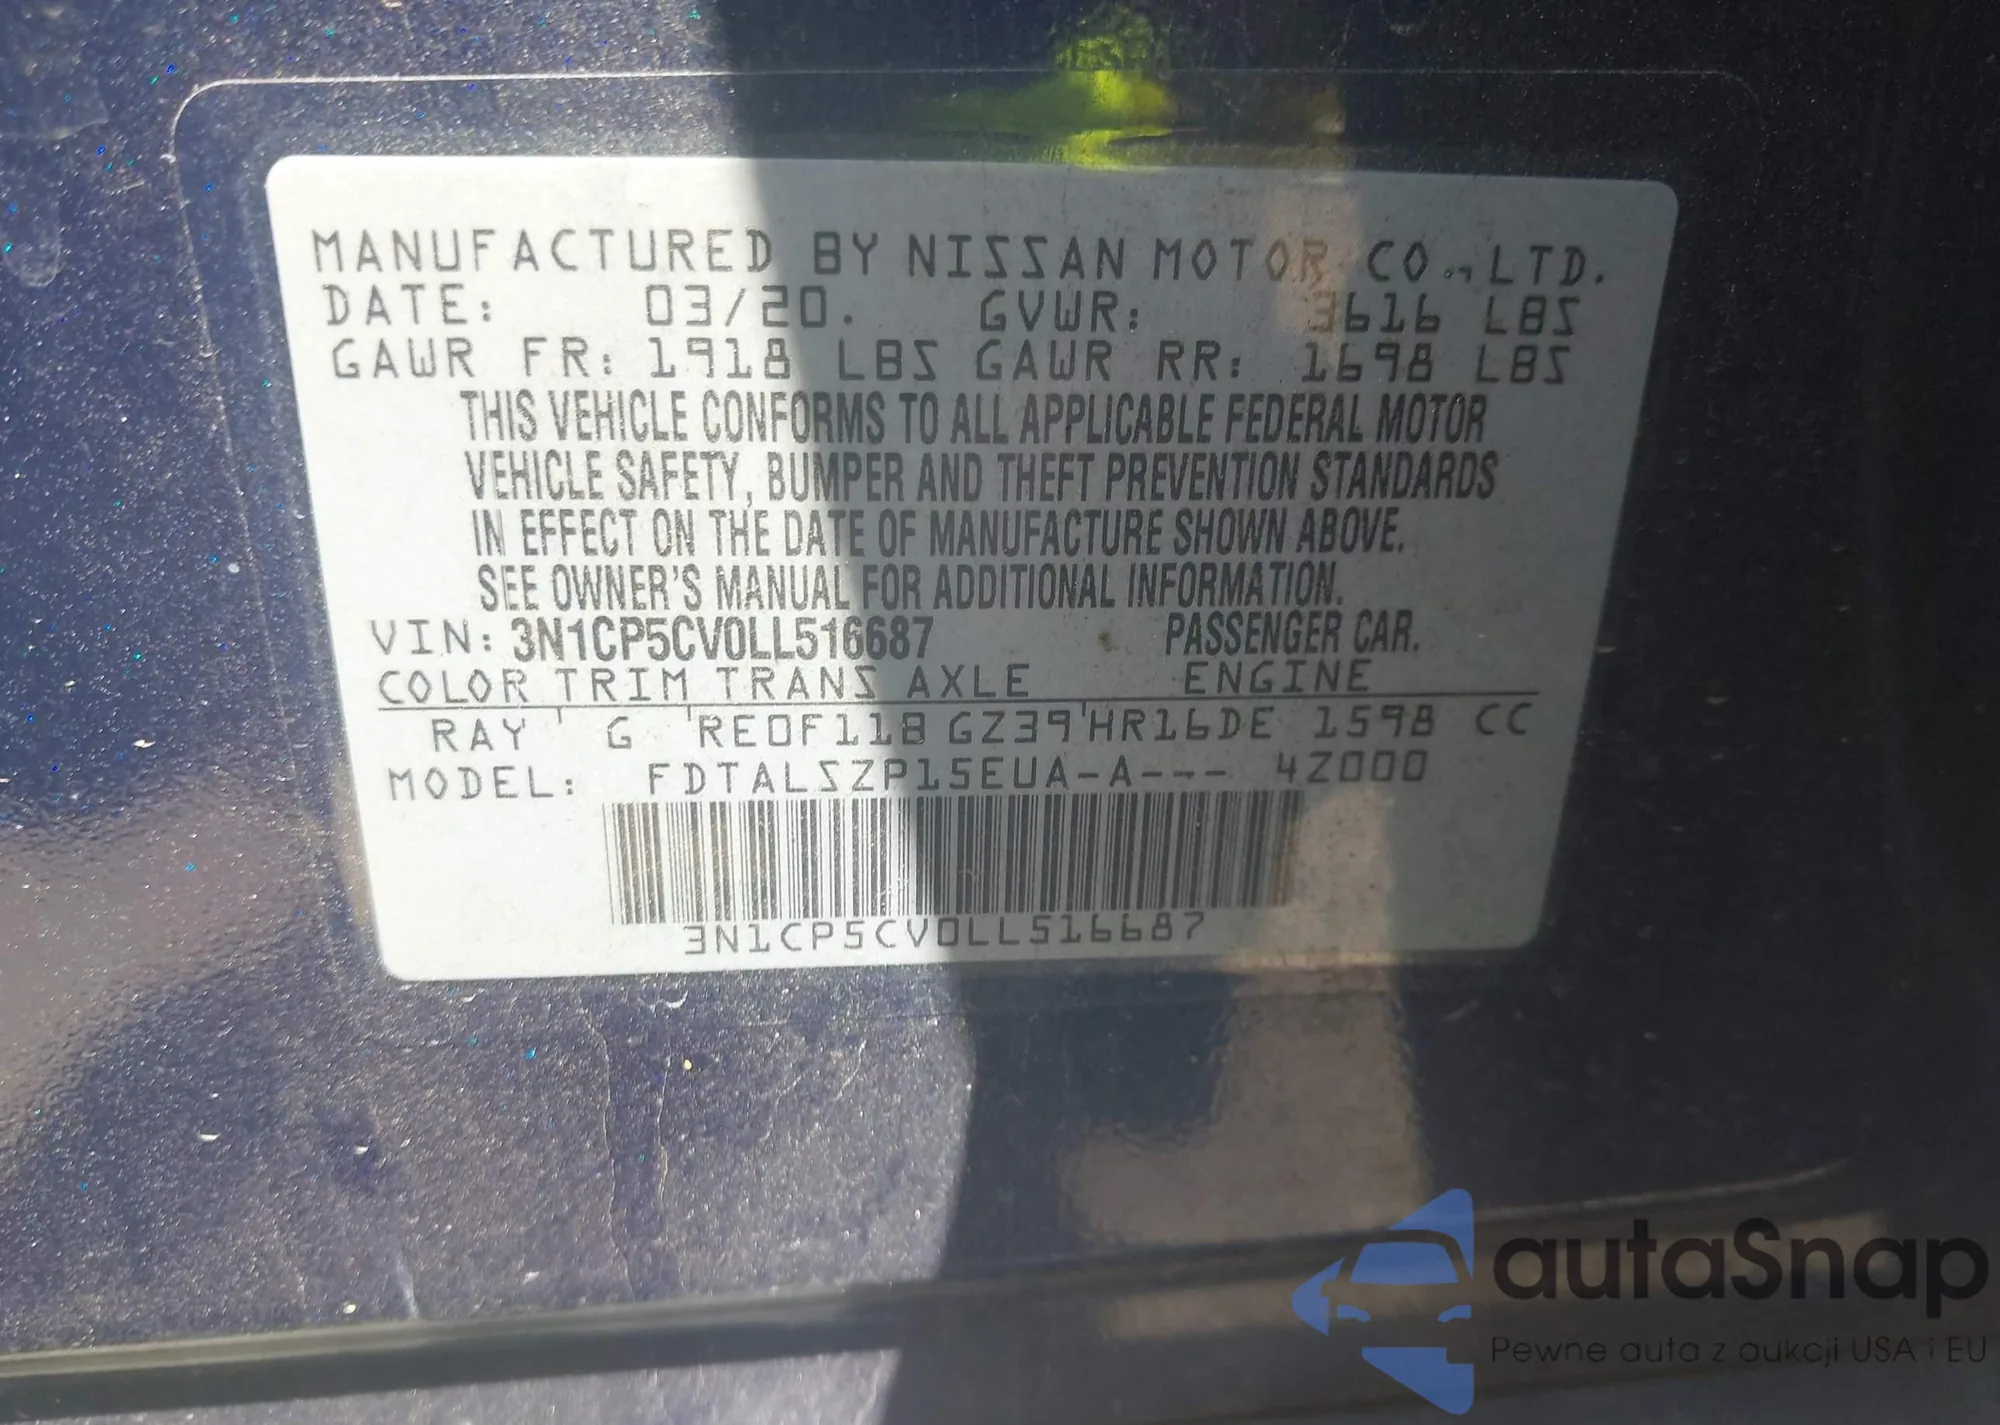 MANUFACTURED BY NISSAN MOTOR CO., LTD.
DATE: 03/20. GVWR: 3616 LBS
GAWR FR: 1918 LBS GAWR RR: 1698 LBS
THIS VEHICLE CONFORMS TO ALL APPLICABLE FEDERAL MOTOR
VEHICLE SAFETY, BUMPER AND THEFT PREVENTION STANDARDS
IN EFFECT ON THE DATE OF MANUFACTURE SHOWN ABOVE.
SEE OWNER'S MANUAL FOR ADDITIONAL INFORMATION.
VIN: 3N1CP5CV0LL516687 PASSENGER CAR.
COLOR TRIM TRANS AXLE ENGINE
RAY G RE0F11B GZ39 HR16DE 1598 CC
MODEL: FDTALSZP15EUA-A--- 4Z000
3N1CP5CV0LL516687
autaSnap
Pewne auta z aukcji USA i EU